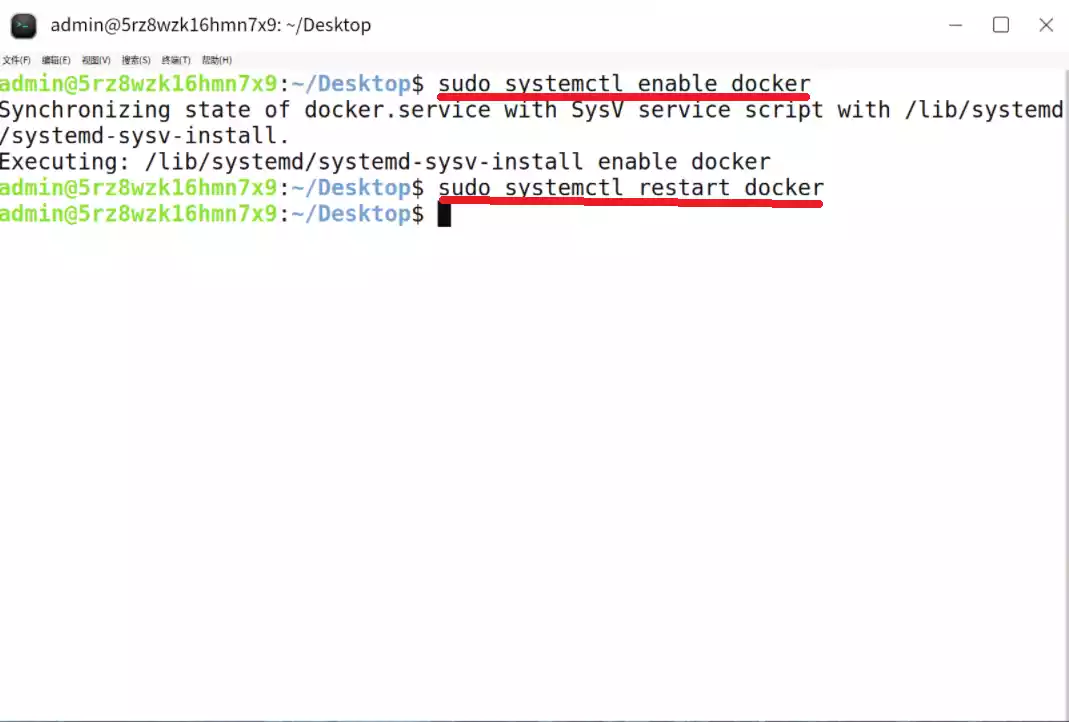 admin@5rz8wzk16hmn7x9: ~/Desktop
文件(F) 编辑(E) 视图(V) 搜索(S) 终端(T) 帮助(H)
admin@5rz8wzk16hmn7x9:~/Desktop$ sudo systemctl enable docker
Synchronizing state of docker.service with SysV service script with /lib/systemd
/systemd-sysv-install.
Executing: /lib/systemd/systemd-sysv-install enable docker
admin@5rz8wzk16hmn7x9:~/Desktop$ sudo systemctl restart docker
admin@5rz8wzk16hmn7x9:~/Desktop$